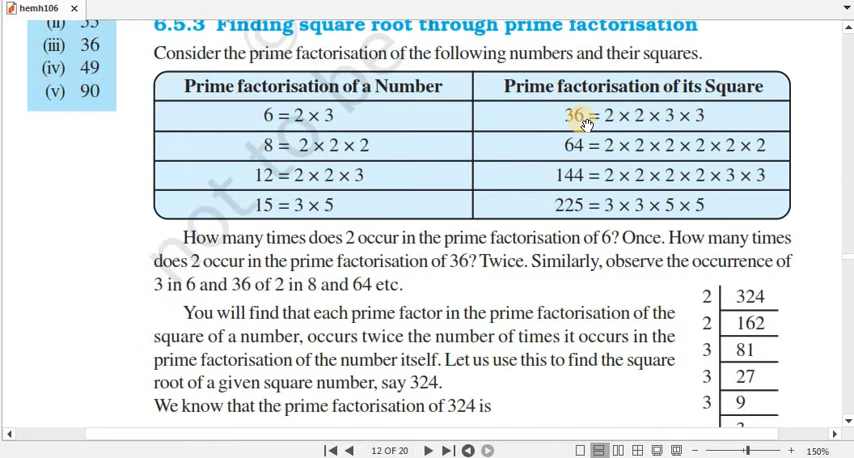 hemh106 ×
(ii) 55
(iii) 36
(iv) 49
(v) 90
6.5.3 Finding square root through prime factorisation
Consider the prime factorisation of the following numbers and their squares.
Prime factorisation of a Number Prime factorisation of its Square
6 = 2 × 3 36 = 2 × 2 × 3 × 3
8 = 2 × 2 × 2 64 = 2 × 2 × 2 × 2 × 2 × 2
12 = 2 × 2 × 3 144 = 2 × 2 × 2 × 2 × 3 × 3
15 = 3 × 5 225 = 3 × 3 × 5 × 5
How many times does 2 occur in the prime factorisation of 6? Once. How many times
does 2 occur in the prime factorisation of 36? Twice. Similarly, observe the occurrence of
3 in 6 and 36 of 2 in 8 and 64 etc.
You will find that each prime factor in the prime factorisation of the
square of a number, occurs twice the number of times it occurs in the
prime factorisation of the number itself. Let us use this to find the square
root of a given square number, say 324.
We know that the prime factorisation of 324 is
2 324
2 162
3 81
3 27
3 9
not to be
©
12 OF 20
150%